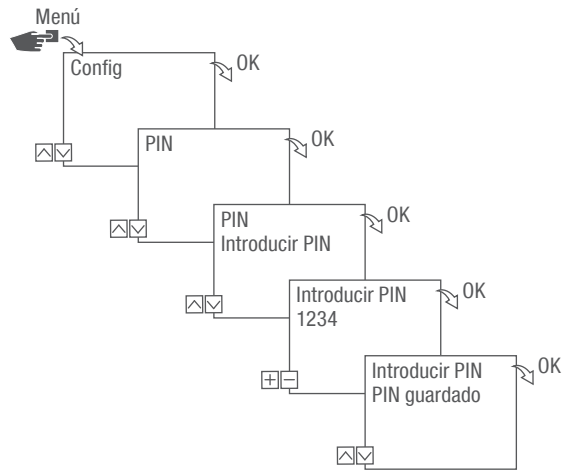 Menú
Config
OK
PIN
OK
PIN
Introducir PIN
OK
Introducir PIN
1234
OK
Introducir PIN
PIN guardado
OK